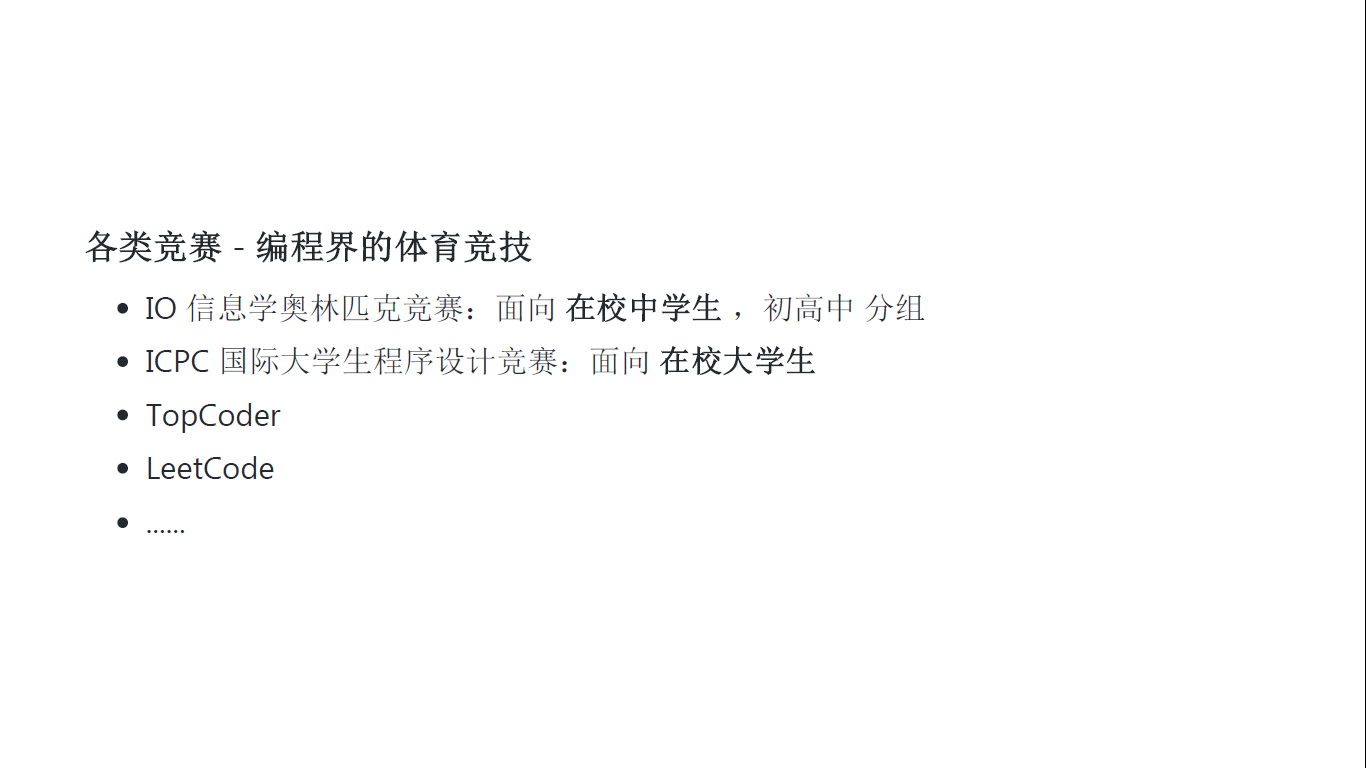 各类竞赛 - 编程界的体育竞技
IO 信息学奥林匹克竞赛：面向 在校中学生 ，初高中 分组
ICPC 国际大学生程序设计竞赛：面向 在校大学生
TopCoder
LeetCode
......